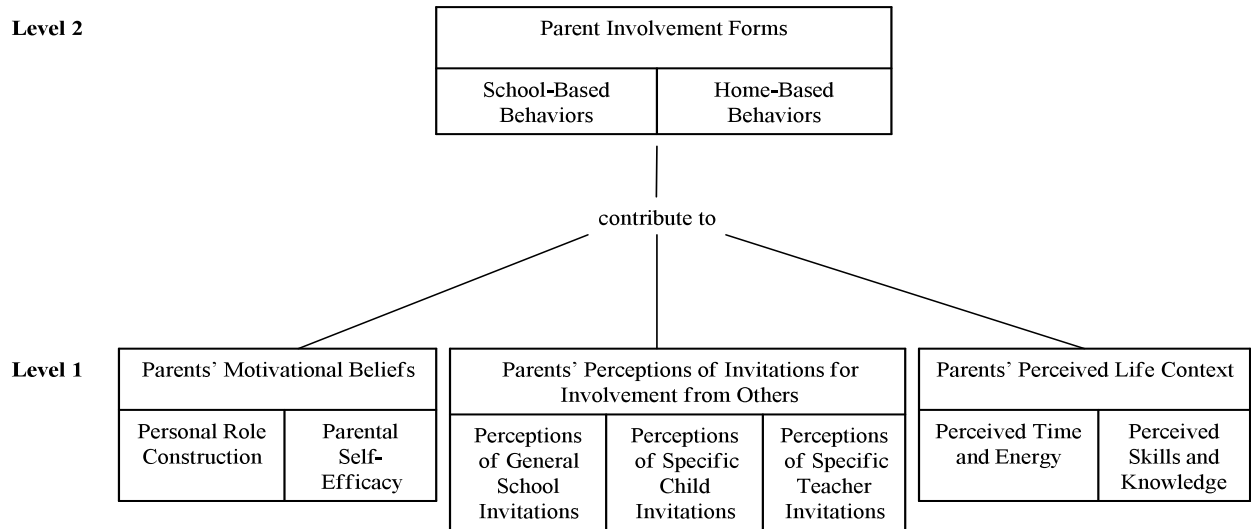 Level 2
Parent Involvement Forms
School-Based
Behaviors
Home-Based
Behaviors
contribute to
Level 1
Parents’ Motivational Beliefs
Personal Role
Construction
Parental
Self-
Efficacy
Parents’ Perceptions of Invitations for
Involvement from Others
Perceptions
of General
School
Invitations
Perceptions
of Specific
Child
Invitations
Perceptions
of Specific
Teacher
Invitations
Parents’ Perceived Life Context
Perceived Time
and Energy
Perceived
Skills and
Knowledge